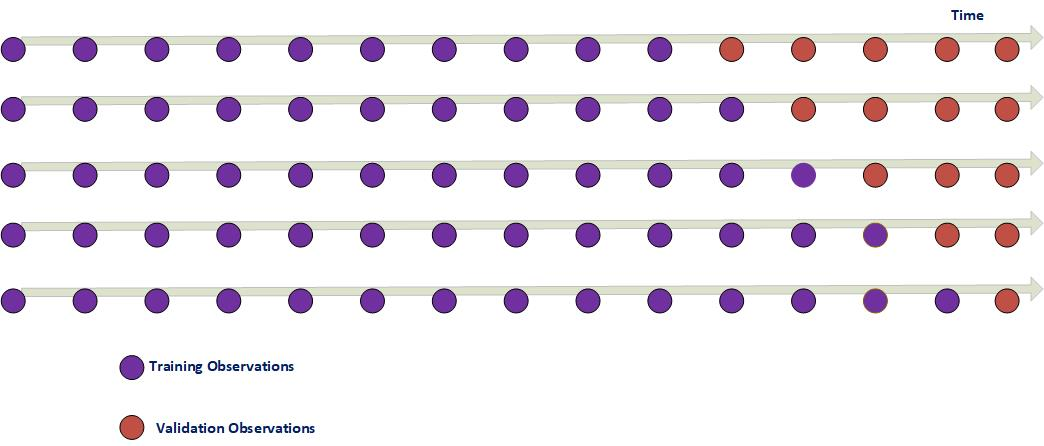 Time
Training Observations
Validation Observations